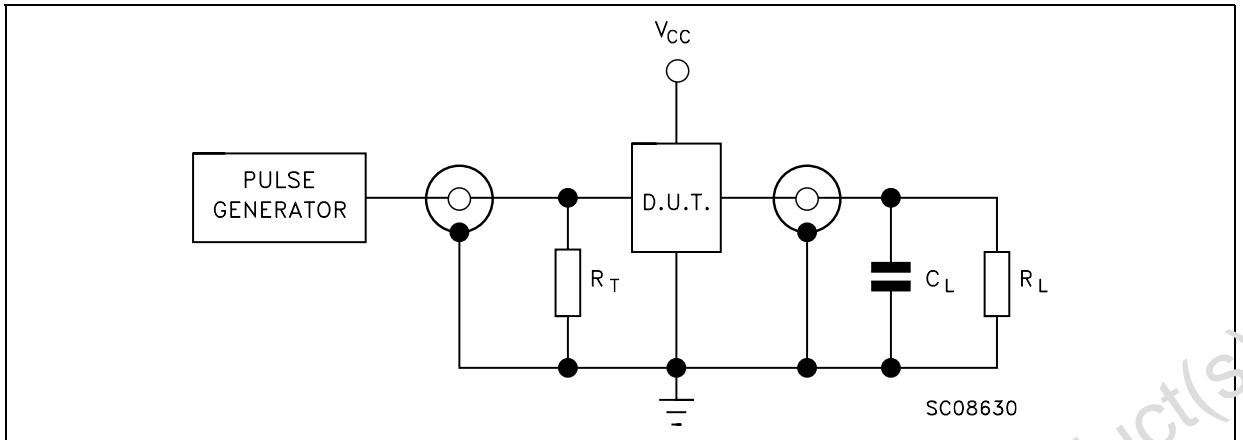 VCC
PULSE
GENERATOR
D.U.T.
RT
CL
RL
SC08630